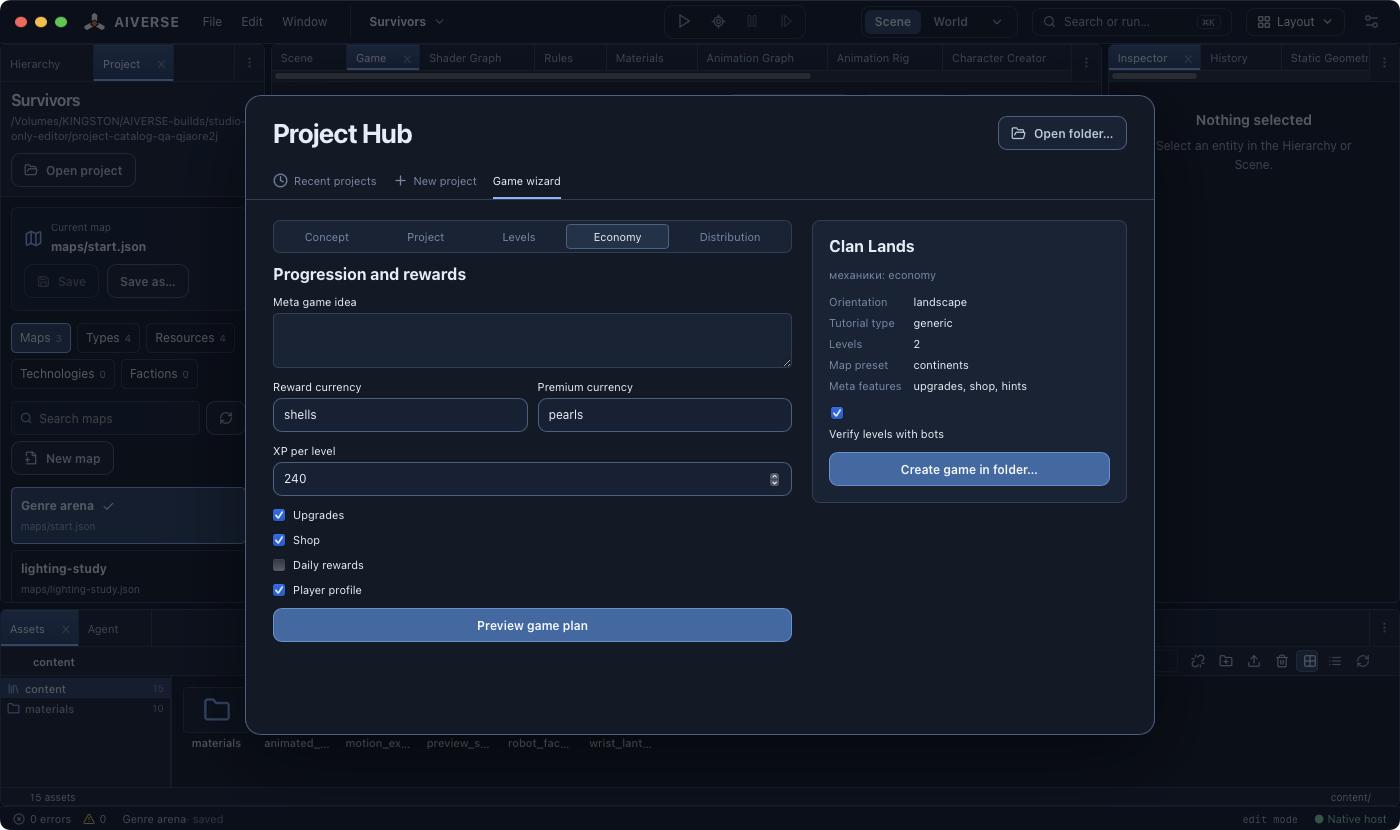 AIVERSE File Edit Window Survivors Scene World Search or run... ⌘K Layout
Hierarchy Project Scene Game Shader Graph Rules Materials Animation Graph Animation Rig Character Creator Inspector History Static Geometr
Survivors
/Volumes/KINGSTON/AIVERSE-builds/studio-
only-editor/project-catalog-qa-qjaore2j
Open project
Current map
maps/start.json
Save Save as...
Maps 3 Types 4 Resources 4
Technologies 0 Factions 0
Search maps
New map
Genre arena
maps/start.json
lighting-study
maps/lighting-study.json
Project Hub
Open folder...
Recent projects New project Game wizard
Concept Project Levels Economy Distribution
Progression and rewards
Meta game idea
Reward currency Premium currency
shells pearls
XP per level
240
Upgrades
Shop
Daily rewards
Player profile
Preview game plan
Clan Lands
механики: economy
Orientation landscape
Tutorial type generic
Levels 2
Map preset continents
Meta features upgrades, shop, hints
Verify levels with bots
Create game in folder...
Nothing selected
Select an entity in the Hierarchy or
Scene.
Assets Agent
content
content 15
materials 10
materials animated_... motion_ex... preview_s... robot_fac... wrist_lant...
15 assets content/
0 errors 0 Genre arena · saved edit mode Native host